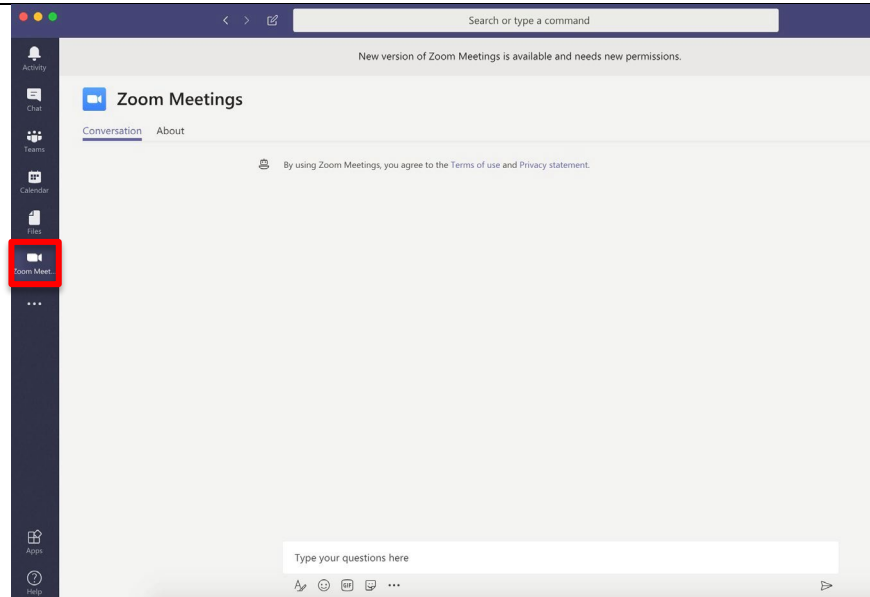 Search or type a command
New version of Zoom Meetings is available and needs new permissions.
Activity
Chat
Teams
Calendar
Files
Zoom Meet...
Apps
Help
Zoom Meetings
Conversation About
By using Zoom Meetings, you agree to the Terms of use and Privacy statement.
Type your questions here
GIF